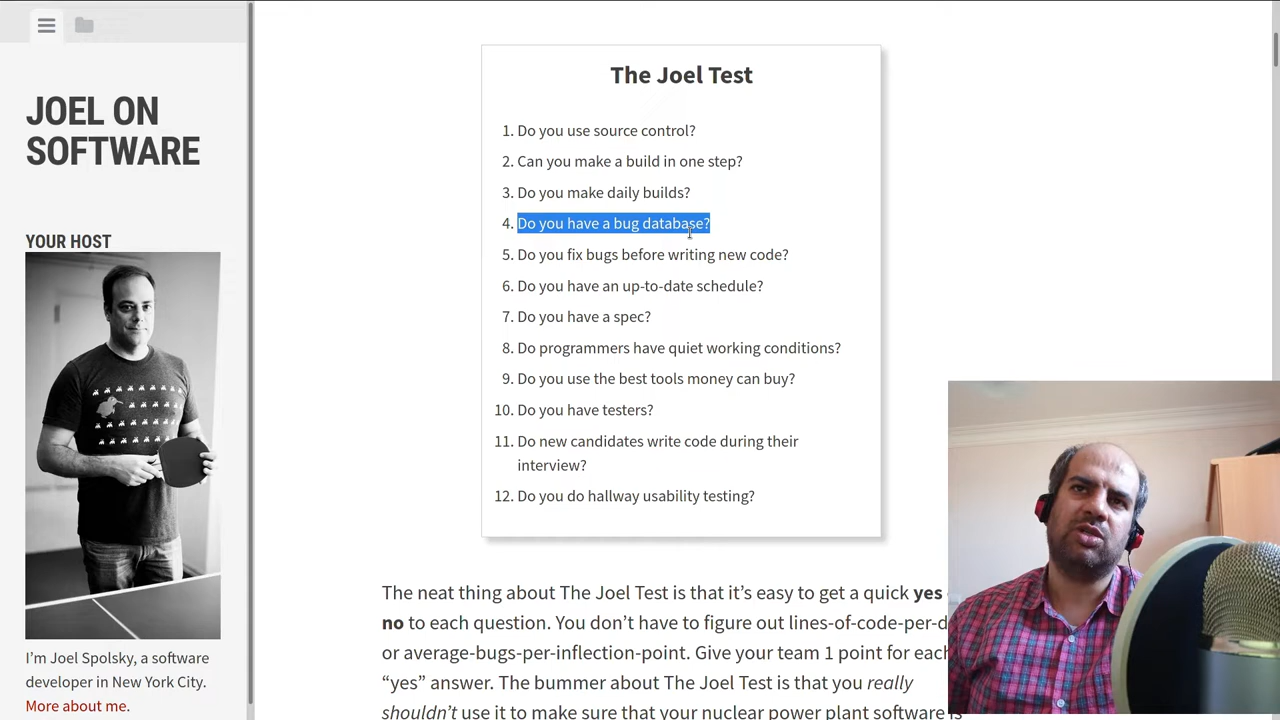 JOEL ON
SOFTWARE
YOUR HOST
I'm Joel Spolsky, a software
developer in New York City.
More about me.
The Joel Test
1. Do you use source control?
2. Can you make a build in one step?
3. Do you make daily builds?
4. Do you have a bug database?
5. Do you fix bugs before writing new code?
6. Do you have an up-to-date schedule?
7. Do you have a spec?
8. Do programmers have quiet working conditions?
9. Do you use the best tools money can buy?
10. Do you have testers?
11. Do new candidates write code during their
interview?
12. Do you do hallway usability testing?
The neat thing about The Joel Test is that it's easy to get a quick yes
no to each question. You don't have to figure out lines-of-code-per-d
or average-bugs-per-inflection-point. Give your team 1 point for each
“yes” answer. The bummer about The Joel Test is that you really
shouldn't use it to make sure that your nuclear power plant software is